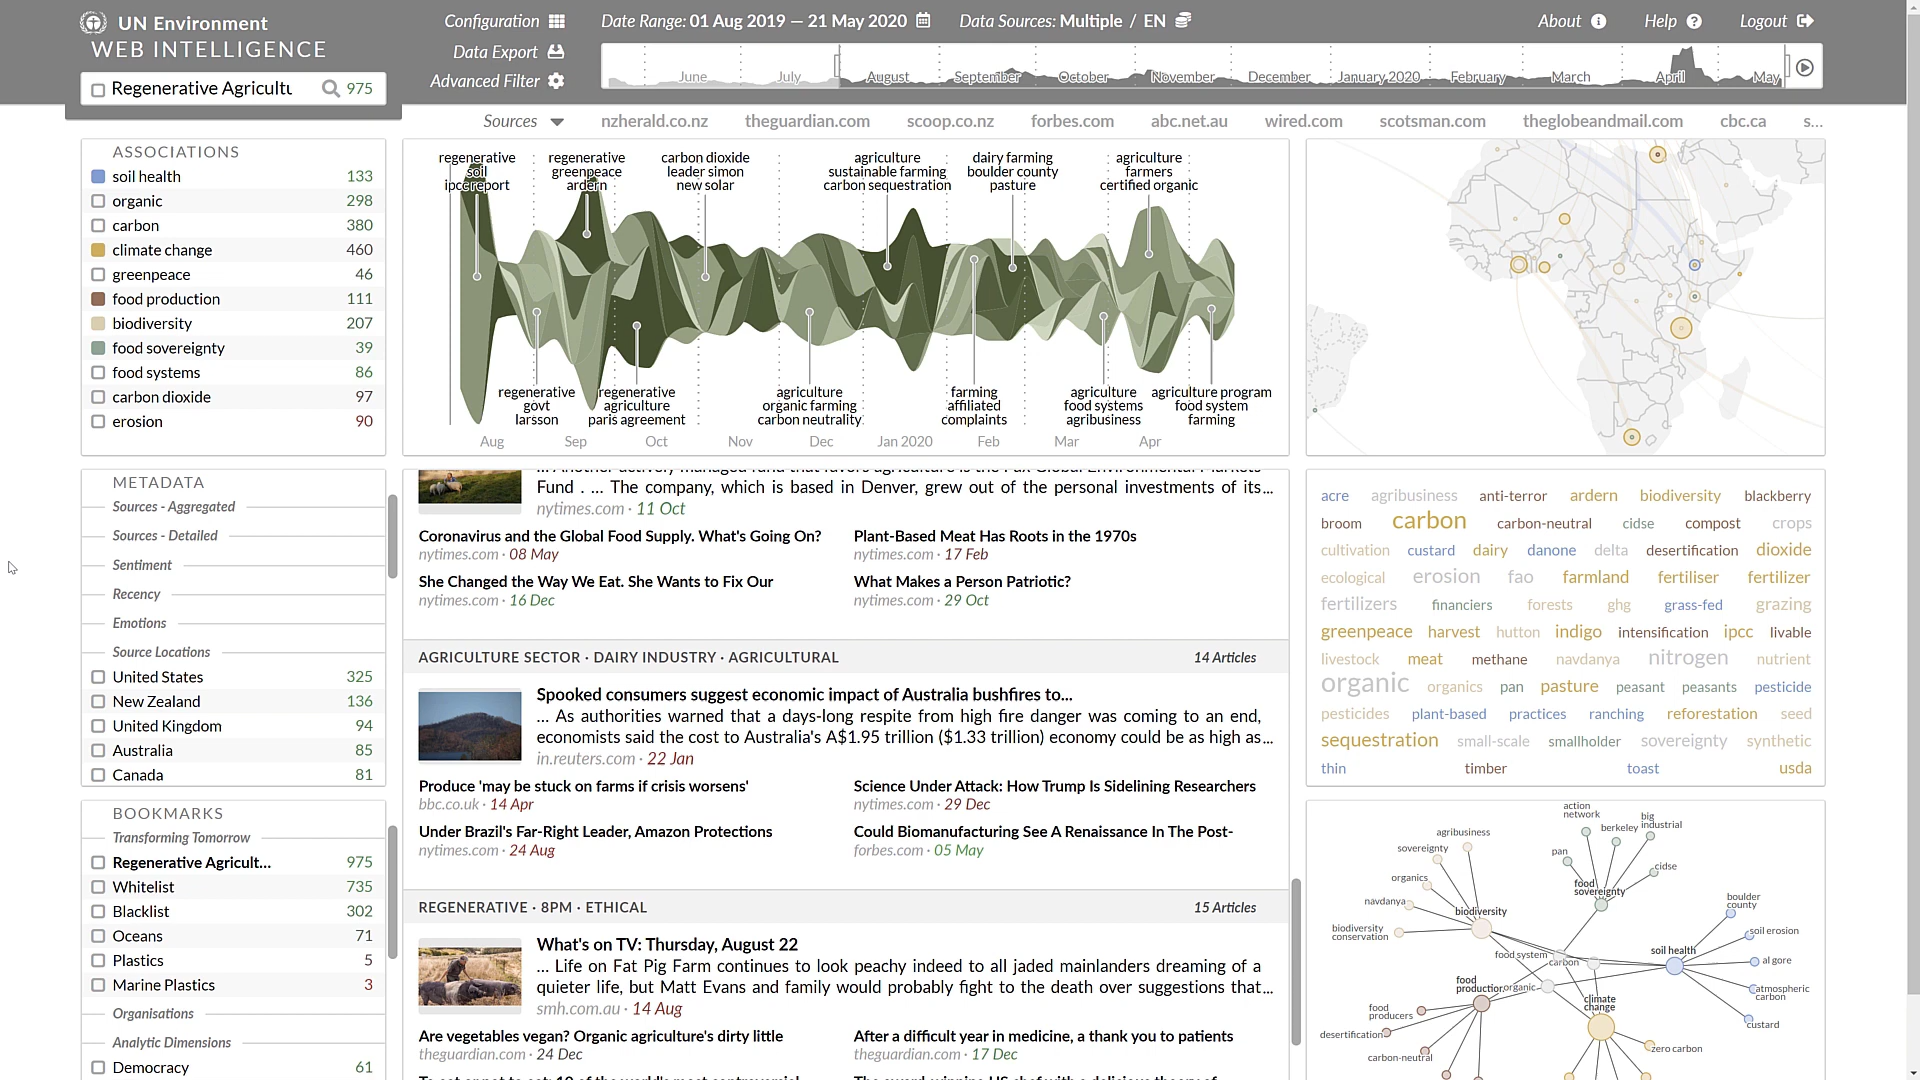 UN Environment
WEB INTELLIGENCE
Regenerative Agricultu 975
Configuration
Data Export
Advanced Filter
Date Range: 01 Aug 2019 — 21 May 2020
Data Sources: Multiple / EN
About
Help
Logout
June July August September October November December January 2020 February March April May
Sources nzherald.co.nz theguardian.com scoop.co.nz forbes.com abc.net.au wired.com scotsman.com theglobeandmail.com cbc.ca s...
ASSOCIATIONS
soil health 133
organic 298
carbon 380
climate change 460
greenpeace 46
food production 111
biodiversity 207
food sovereignty 39
food systems 86
carbon dioxide 97
erosion 90
regenerative
soil
ipcc report
regenerative
greenpeace
ardern
carbon dioxide
leader simon
new solar
agriculture
sustainable farming
carbon sequestration
dairy farming
boulder county
pasture
agriculture
farmers
certified organic
regenerative
govt
larsson
regenerative
agriculture
paris agreement
agriculture
organic farming
carbon neutrality
farming
affiliated
complaints
agriculture
food systems
agribusiness
agriculture program
food system
farming
Aug Sep Oct Nov Dec Jan 2020 Feb Mar Apr
METADATA
Sources - Aggregated
Sources - Detailed
Sentiment
Recency
Emotions
Source Locations
United States 325
New Zealand 136
United Kingdom 94
Australia 85
Canada 81
BOOKMARKS
Transforming Tomorrow
Regenerative Agricult... 975
Whitelist 735
Blacklist 302
Oceans 71
Plastics 5
Marine Plastics 3
Organisations
Analytic Dimensions
Democracy 61
... Another actively managed fund that favors agriculture is the Pax Global Environmental Markets
Fund . ... The company, which is based in Denver, grew out of the personal investments of its...
nytimes.com · 11 Oct
Coronavirus and the Global Food Supply. What's Going On?
nytimes.com · 08 May
Plant-Based Meat Has Roots in the 1970s
nytimes.com · 17 Feb
She Changed the Way We Eat. She Wants to Fix Our
nytimes.com · 16 Dec
What Makes a Person Patriotic?
nytimes.com · 29 Oct
AGRICULTURE SECTOR · DAIRY INDUSTRY · AGRICULTURAL 14 Articles
Spooked consumers suggest economic impact of Australia bushfires to...
... As authorities warned that a days-long respite from high fire danger was coming to an end,
economists said the cost to Australia's A$1.95 trillion ($1.33 trillion) economy could be as high as...
in.reuters.com · 22 Jan
Produce 'may be stuck on farms if crisis worsens'
bbc.co.uk · 14 Apr
Science Under Attack: How Trump Is Sidelining Researchers
nytimes.com · 29 Dec
Under Brazil's Far-Right Leader, Amazon Protections
nytimes.com · 24 Aug
Could Biomanufacturing See A Renaissance In The Post-
forbes.com · 05 May
REGENERATIVE · 8PM · ETHICAL 15 Articles
What's on TV: Thursday, August 22
... Life on Fat Pig Farm continues to look peachy indeed to all jaded mainlanders dreaming of a
quieter life, but Matt Evans and family would probably fight to the death over suggestions that...
smh.com.au · 14 Aug
Are vegetables vegan? Organic agriculture's dirty little
theguardian.com · 24 Dec
After a difficult year in medicine, a thank you to patients
theguardian.com · 17 Dec
acre agribusiness anti-terror ardern biodiversity blackberry
broom carbon carbon-neutral cidse compost crops
cultivation custard dairy danone delta desertification dioxide
ecological erosion fao farmland fertiliser fertilizer
fertilizers financiers forests ghg grass-fed grazing
greenpeace harvest hutton indigo intensification ipcc livable
livestock meat methane navdanya nitrogen nutrient
organic organics pan pasture peasant peasants pesticide
pesticides plant-based practices ranching reforestation seed
sequestration small-scale smallholder sovereignty synthetic
thin timber toast usda
action
network
big
industrial
berkeley
agribusiness
sovereignty
pan
cidse
organics
food
sovereignty
navdanya
biodiversity
boulder
county
biodiversity
conservation
soil erosion
soil health
food system
carbon
al gore
food
production
organic
atmospheric
carbon
climate
change
food
producers
custard
desertification
zero carbon
carbon-neutral